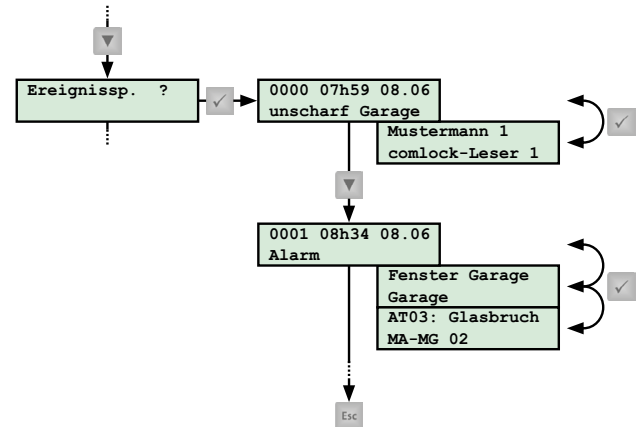 Ereignissp. ?
0000 07h59 08.06
unscharf Garage
Mustermann 1
comlock-Leser 1
0001 08h34 08.06
Alarm
Fenster Garage
Garage
AT03: Glasbruch
MA-MG 02
Esc